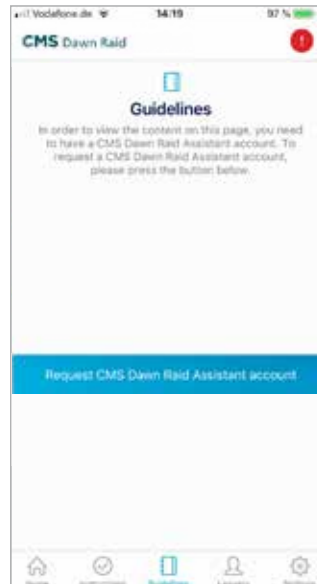 Vodafone.de 14:19 97 %
CMS Dawn Raid !
Guidelines
In order to view the content on this page, you need
to have a CMS Dawn Raid Assistant account. To
request a CMS Dawn Raid Assistant account,
please press the button below.
Request CMS Dawn Raid Assistant account
Guidelines